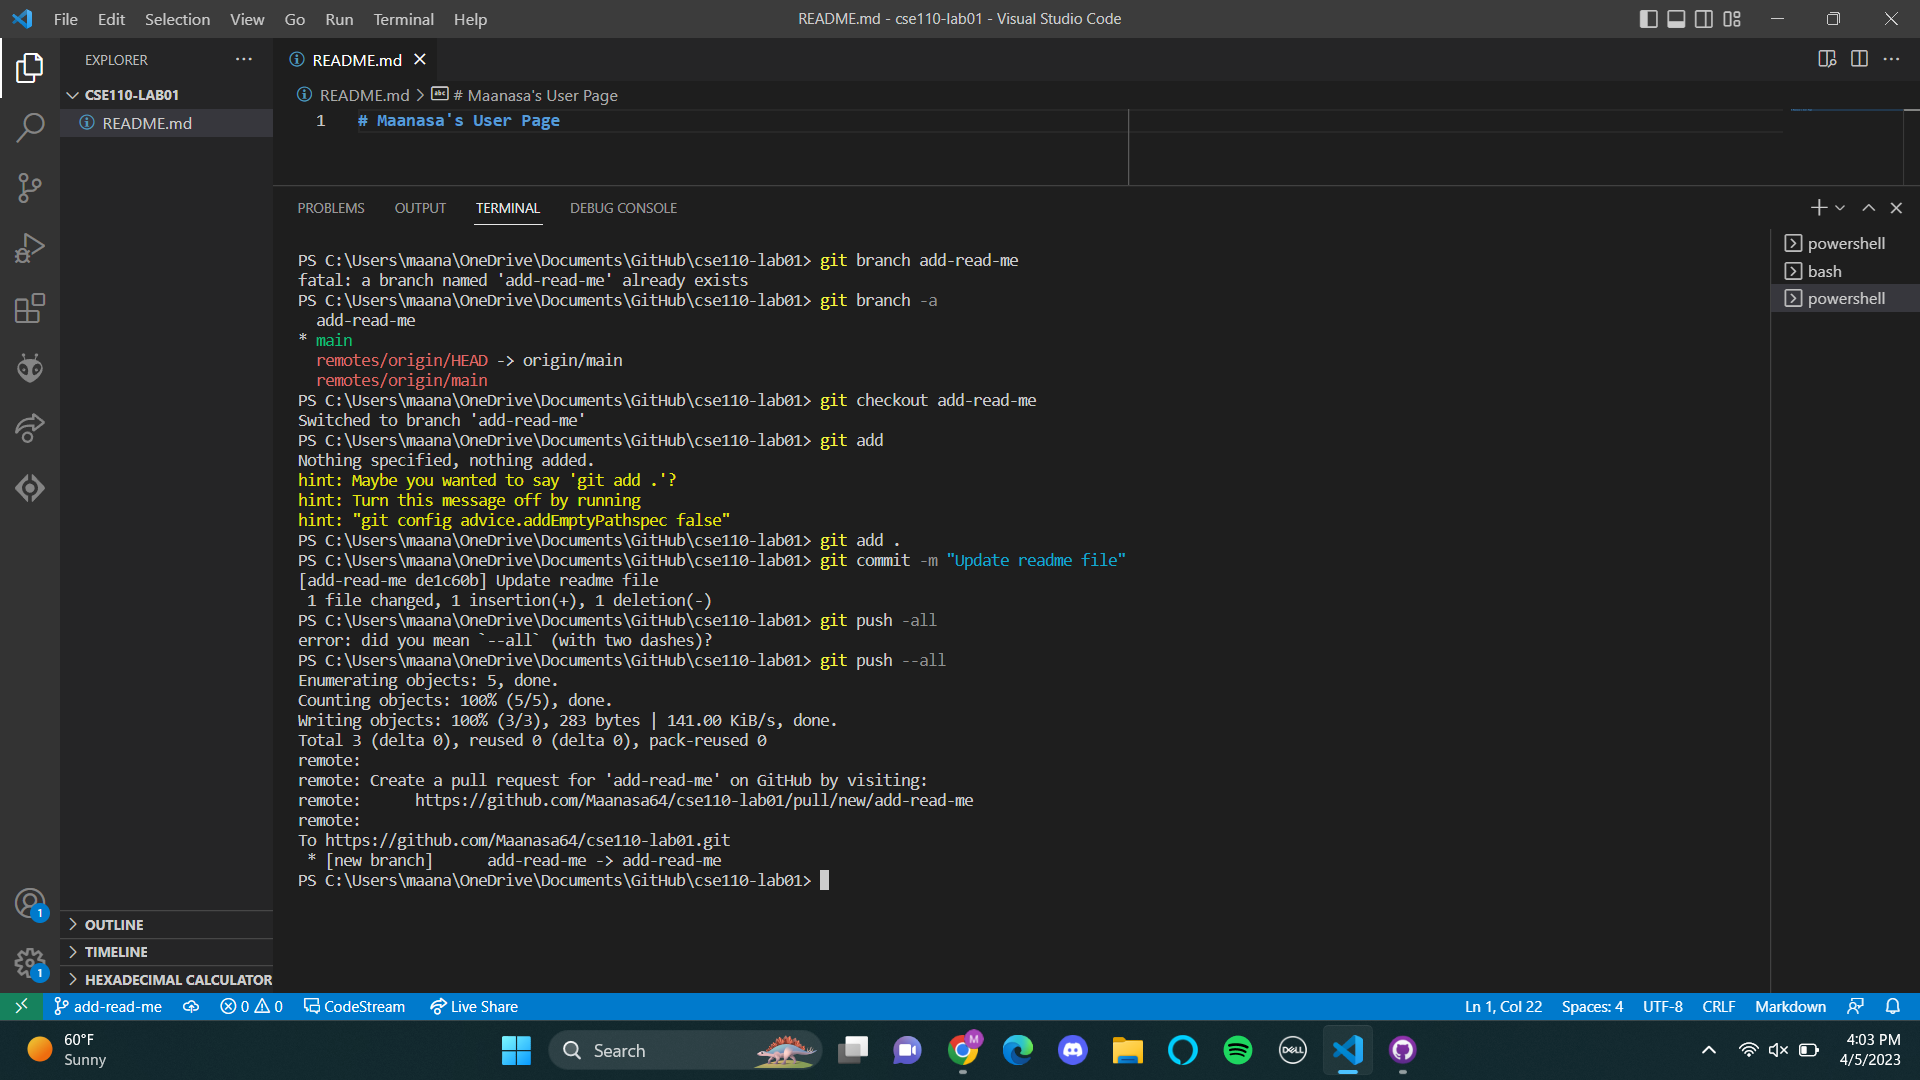 File Edit Selection View Go Run Terminal Help
README.md - cse110-lab01 - Visual Studio Code
EXPLORER
README.md
CSE110-LAB01
README.md
README.md > # Maanasa's User Page
1 # Maanasa's User Page
PROBLEMS OUTPUT TERMINAL DEBUG CONSOLE
powershell
bash
powershell
PS C:\Users\maana\OneDrive\Documents\GitHub\cse110-lab01> git branch add-read-me
fatal: a branch named 'add-read-me' already exists
PS C:\Users\maana\OneDrive\Documents\GitHub\cse110-lab01> git branch -a
  add-read-me
* main
  remotes/origin/HEAD -> origin/main
  remotes/origin/main
PS C:\Users\maana\OneDrive\Documents\GitHub\cse110-lab01> git checkout add-read-me
Switched to branch 'add-read-me'
PS C:\Users\maana\OneDrive\Documents\GitHub\cse110-lab01> git add
Nothing specified, nothing added.
hint: Maybe you wanted to say 'git add .'?
hint: Turn this message off by running
hint: "git config advice.addEmptyPathspec false"
PS C:\Users\maana\OneDrive\Documents\GitHub\cse110-lab01> git add .
PS C:\Users\maana\OneDrive\Documents\GitHub\cse110-lab01> git commit -m "Update readme file"
[add-read-me de1c60b] Update readme file
 1 file changed, 1 insertion(+), 1 deletion(-)
PS C:\Users\maana\OneDrive\Documents\GitHub\cse110-lab01> git push -all
error: did you mean `--all` (with two dashes)?
PS C:\Users\maana\OneDrive\Documents\GitHub\cse110-lab01> git push --all
Enumerating objects: 5, done.
Counting objects: 100% (5/5), done.
Writing objects: 100% (3/3), 283 bytes | 141.00 KiB/s, done.
Total 3 (delta 0), reused 0 (delta 0), pack-reused 0
remote:
remote: Create a pull request for 'add-read-me' on GitHub by visiting:
remote:      https://github.com/Maanasa64/cse110-lab01/pull/new/add-read-me
remote:
To https://github.com/Maanasa64/cse110-lab01.git
 * [new branch]      add-read-me -> add-read-me
PS C:\Users\maana\OneDrive\Documents\GitHub\cse110-lab01>
1
1
OUTLINE
TIMELINE
HEXADECIMAL CALCULATOR
add-read-me 0 0 CodeStream Live Share
Ln 1, Col 22 Spaces: 4 UTF-8 CRLF Markdown
60°F
Sunny
Search
M
DELL
4:03 PM
4/5/2023